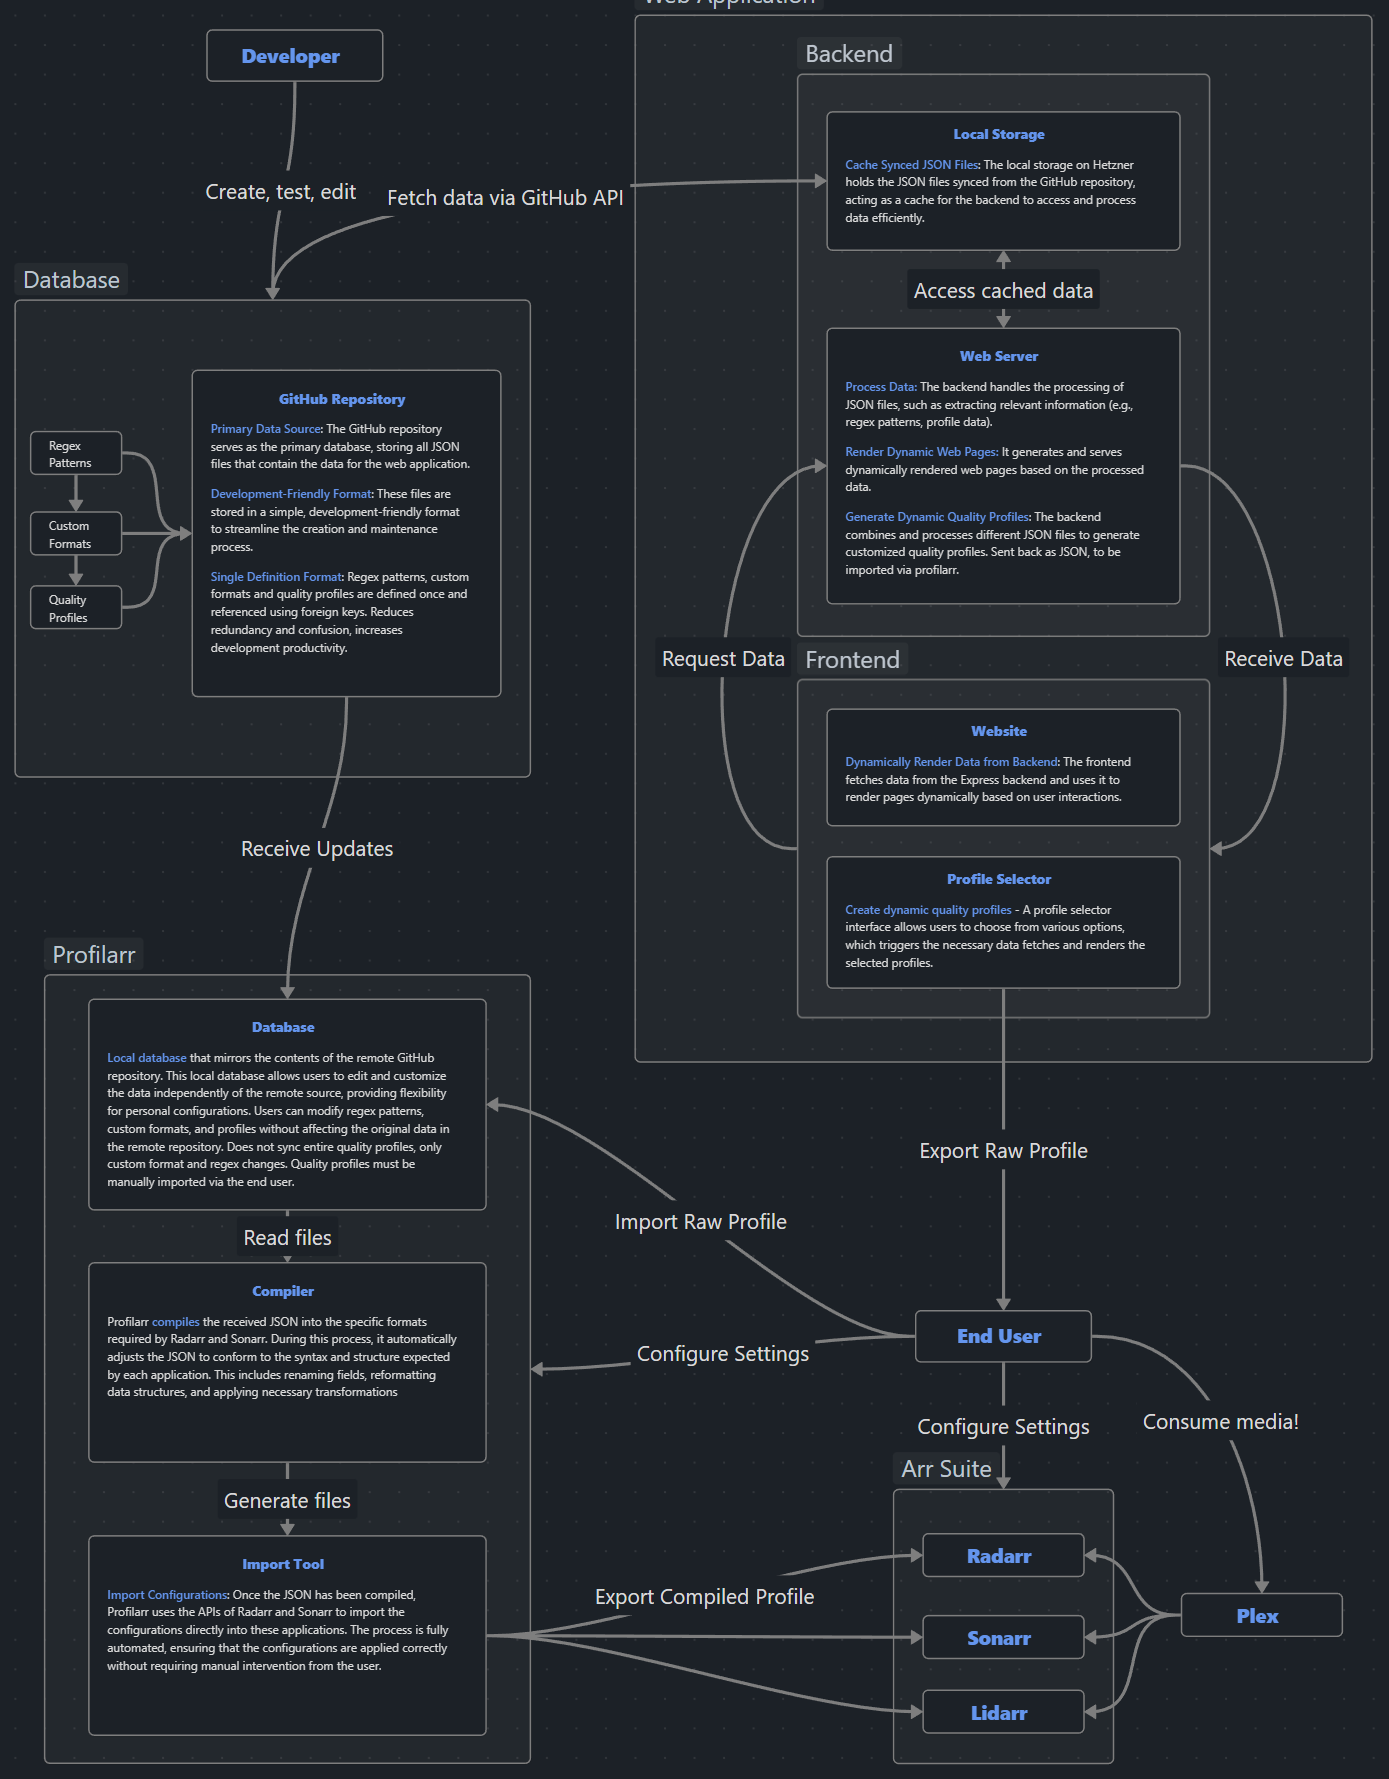 Web Application
Developer
Backend
Local Storage
Cache Synced JSON Files: The local storage on Hetzner
holds the JSON files synced from the GitHub repository,
acting as a cache for the backend to access and process
data efficiently.
Create, test, edit
Fetch data via GitHub API
Access cached data
Database
Web Server
Process Data: The backend handles the processing of
JSON files, such as extracting relevant information (e.g.,
regex patterns, profile data).
Render Dynamic Web Pages: It generates and serves
dynamically rendered web pages based on the processed
data.
Generate Dynamic Quality Profiles: The backend
combines and processes different JSON files to generate
customized quality profiles. Sent back as JSON, to be
imported via profilarr.
GitHub Repository
Primary Data Source: The GitHub repository
serves as the primary database, storing all JSON
files that contain the data for the web application.
Development-Friendly Format: These files are
stored in a simple, development-friendly format
to streamline the creation and maintenance
process.
Single Definition Format: Regex patterns, custom
formats and quality profiles are defined once and
referenced using foreign keys. Reduces
redundancy and confusion, increases
development productivity.
Regex
Patterns
Custom
Formats
Quality
Profiles
Request Data
Frontend
Receive Data
Website
Dynamically Render Data from Backend: The frontend
fetches data from the Express backend and uses it to
render pages dynamically based on user interactions.
Receive Updates
Profile Selector
Create dynamic quality profiles - A profile selector
interface allows users to choose from various options,
which triggers the necessary data fetches and renders the
selected profiles.
Profilarr
Database
Local database that mirrors the contents of the remote GitHub
repository. This local database allows users to edit and customize
the data independently of the remote source, providing flexibility
for personal configurations. Users can modify regex patterns,
custom formats, and profiles without affecting the original data in
the remote repository. Does not sync entire quality profiles, only
custom format and regex changes. Quality profiles must be
manually imported via the end user.
Export Raw Profile
Import Raw Profile
Read files
Compiler
Profilarr compiles the received JSON into the specific formats
required by Radarr and Sonarr. During this process, it automatically
adjusts the JSON to conform to the syntax and structure expected
by each application. This includes renaming fields, reformatting
data structures, and applying necessary transformations
End User
Configure Settings
Configure Settings
Consume media!
Arr Suite
Generate files
Import Tool
Import Configurations: Once the JSON has been compiled,
Profilarr uses the APIs of Radarr and Sonarr to import the
configurations directly into these applications. The process is fully
automated, ensuring that the configurations are applied correctly
without requiring manual intervention from the user.
Export Compiled Profile
Radarr
Sonarr
Lidarr
Plex